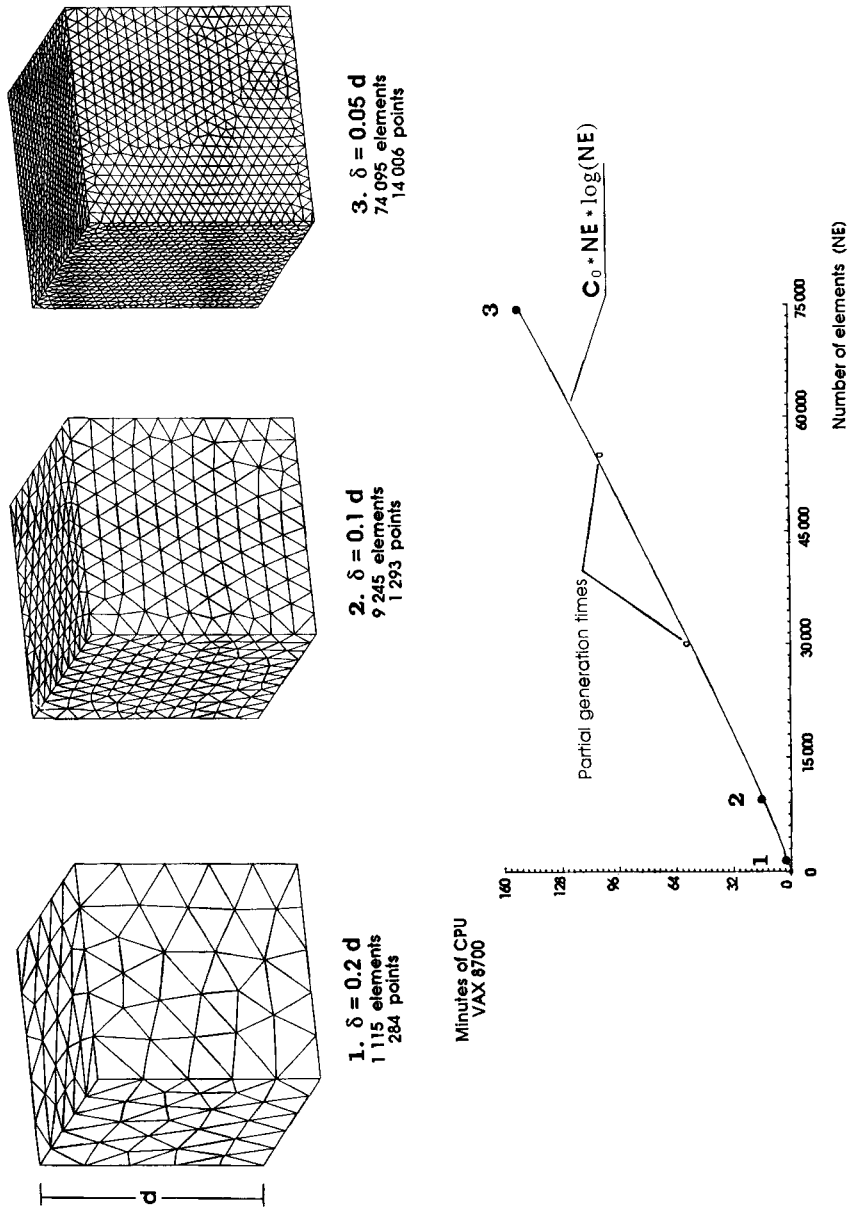 d
1. δ = 0.2 d
1 115 elements
284 points
2. δ = 0.1 d
9 245 elements
1 293 points
3. δ = 0.05 d
74 095 elements
14 006 points
Minutes of CPU
VAX 8700
160
128
96
64
32
0
Partial generation times
C₀ * NE * log(NE)
1
2
3
0
15 000
30 000
45 000
60 000
75 000
Number of elements (NE)